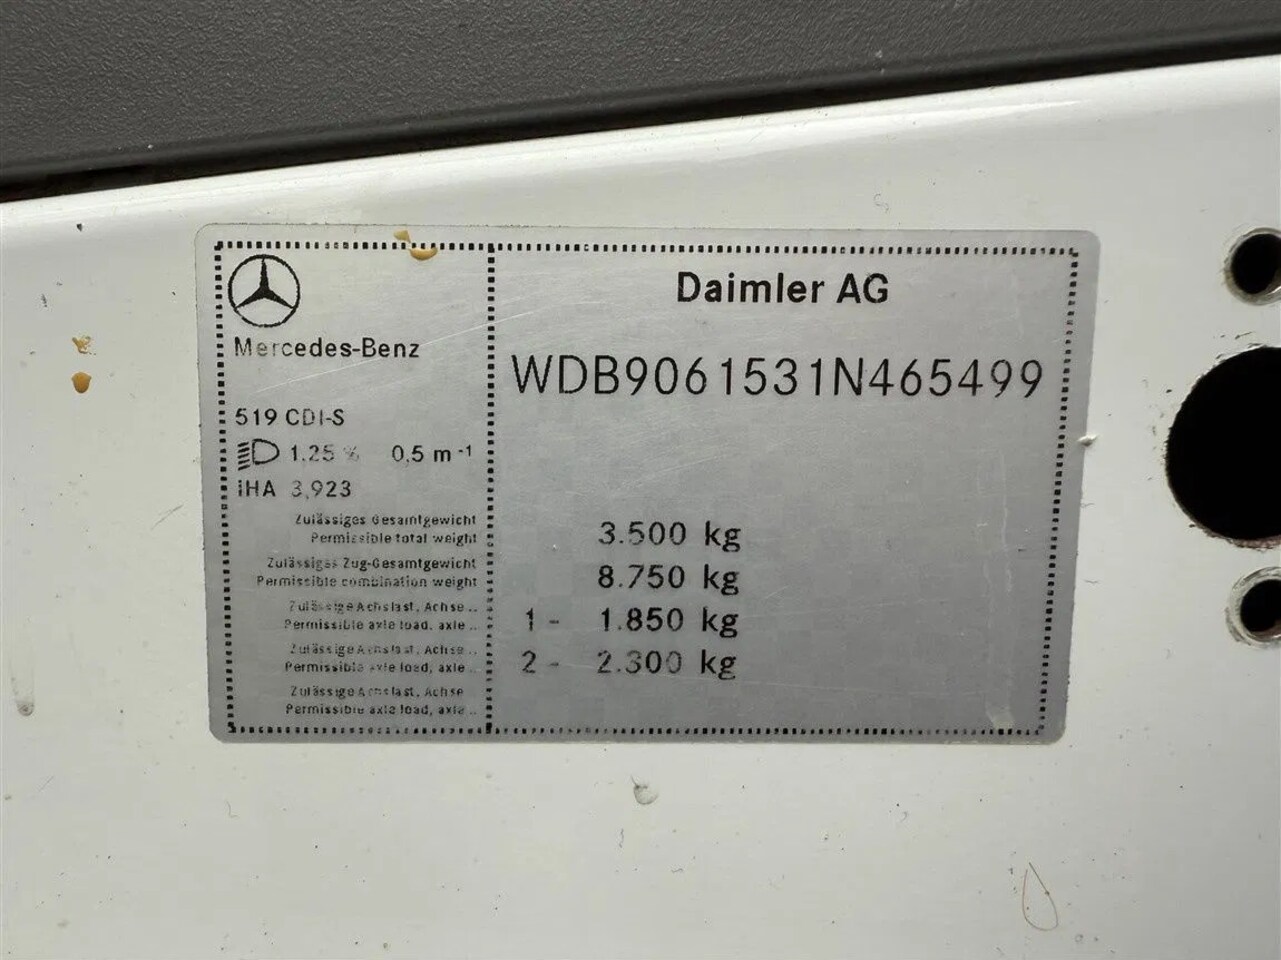 Mercedes-Benz
519 CDI-S
1.25 % 0,5 m⁻¹
iHA 3,923
Zulässiges Gesamtgewicht
Permissible total weight
Zulässiges Zug-Gesamtgewicht
Permissible combination weight
Zulässige Achslast, Achse ..
Permissible axle load, axle ..
Zulässige Achslast, Achse ..
Permissible axle load, axle ..
Zulässige Achslast, Achse
Permissible axle load, axle ..
Daimler AG
WDB9061531N465499
3.500 kg
8.750 kg
1 - 1.850 kg
2 - 2.300 kg